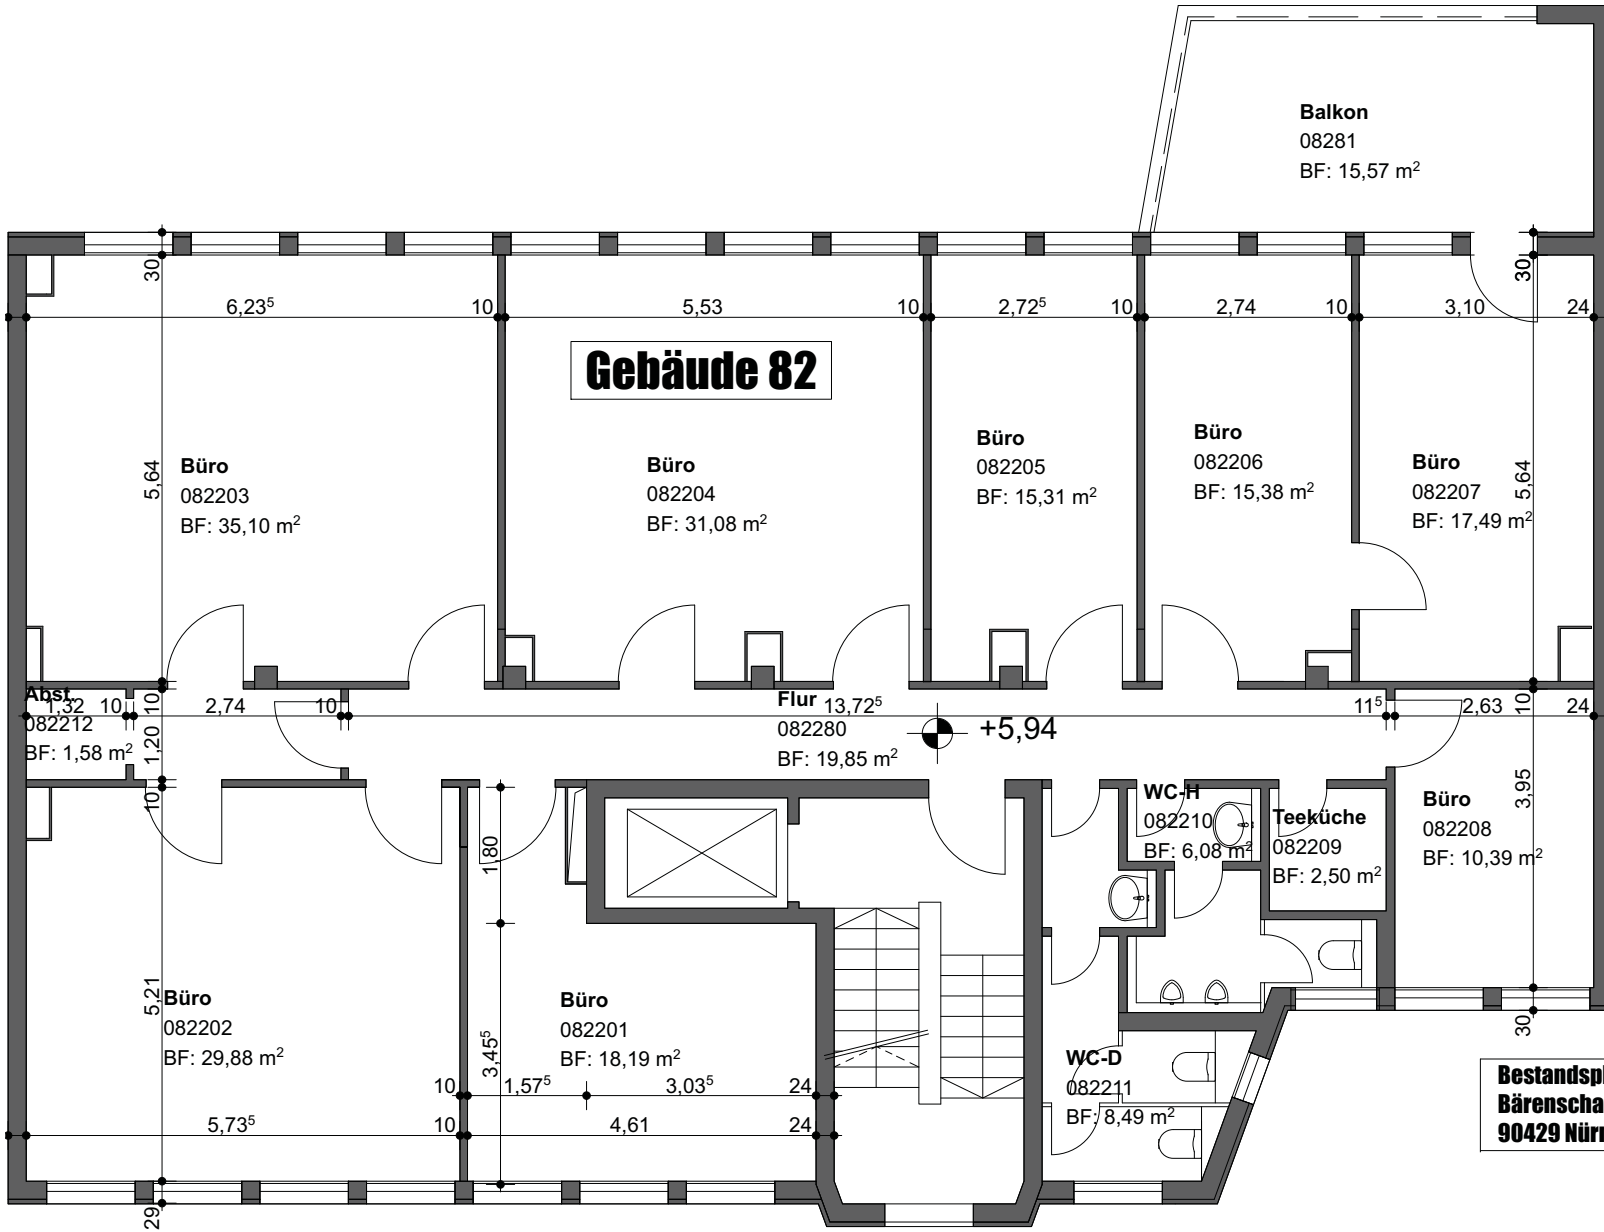 Balkon
08281
BF: 15,57 m²
30
30
6,23⁵
10
5,53
10
2,72⁵
10
2,74
10
3,10
24
Gebäude 82
5,64
Büro
082203
BF: 35,10 m²
Büro
082204
BF: 31,08 m²
Büro
082205
BF: 15,31 m²
Büro
082206
BF: 15,38 m²
Büro
082207
BF: 17,49 m²
5,64
Abst.
082212
BF: 1,58 m²
1,32
10
10
2,74
10
1,20
10
Flur
082280
BF: 19,85 m²
13,72⁵
+5,94
11⁵
2,63
10
24
1,80
WC-H
082210
BF: 6,08 m²
Teeküche
082209
BF: 2,50 m²
Büro
082208
BF: 10,39 m²
3,95
5,21
Büro
082202
BF: 29,88 m²
Büro
082201
BF: 18,19 m²
3,45⁵
10
1,57⁵
3,03⁵
24
5,73⁵
10
4,61
24
WC-D
082211
BF: 8,49 m²
30
29
Bestandspl
Bärenscha
90429 Nür